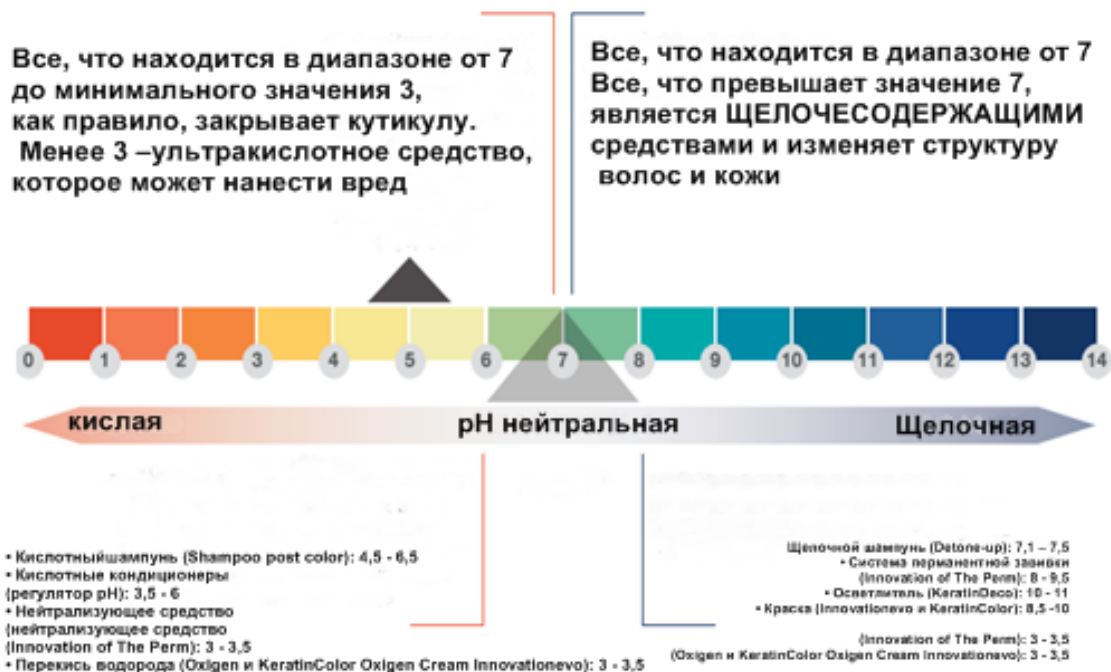 Все, что находится в диапазоне от 7
до минимального значения 3,
как правило, закрывает кутикулу.
Менее 3 –ультракислотное средство,
которое может нанести вред
Все, что находится в диапазоне от 7
Все, что превышает значение 7,
является ЩЕЛОЧЕСОДЕРЖАЩИМИ
средствами и изменяет структуру
волос и кожи
0 1 2 3 4 5 6 7 8 9 10 11 12 13 14
кислая pH нейтральная Щелочная
• Кислотныйшампунь (Shampoo post color): 4,5 - 6,5
• Кислотные кондиционеры
(регулятор pH): 3,5 - 6
• Нейтрализующее средство
(нейтрализующее средство
(Innovation of The Perm): 3 - 3,5
• Перекись водорода (Oxigen и KeratinColor Oxigen Cream Innovationevo): 3 - 3,5
Щелочной шампунь (Detone-up): 7,1 – 7,5
• Система перманентной завивки
(Innovation of The Perm): 8 - 9,5
• Осветлитель (KeratinDeco): 10 - 11
• Краска (Innovationevo и KeratinColor): 8,5 -10
(Innovation of The Perm): 3 - 3,5
(Oxigen и KeratinColor Oxigen Cream Innovationevo): 3 - 3,5